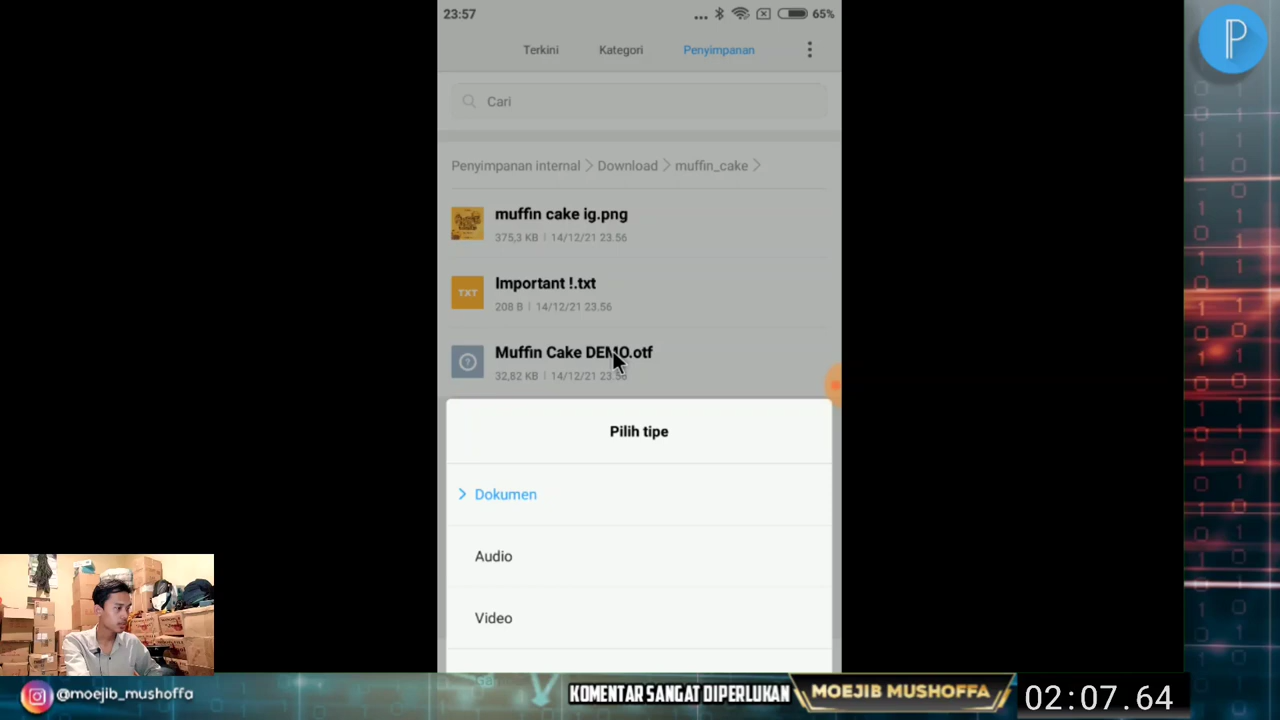 23:57
65%
Terkini
Kategori
Penyimpanan
Cari
Penyimpanan internal
Download
muffin_cake
muffin cake ig.png
375,3 KB | 14/12/21 23.56
TXT
Important !.txt
208 B | 14/12/21 23.56
Muffin Cake DEMO.otf
32,82 KB | 14/12/21 23.56
Pilih tipe
Dokumen
Audio
Video
@moejib_mushoffa
KOMENTAR SANGAT DIPERLUKAN
MOEJIB MUSHOFFA
02:07.64